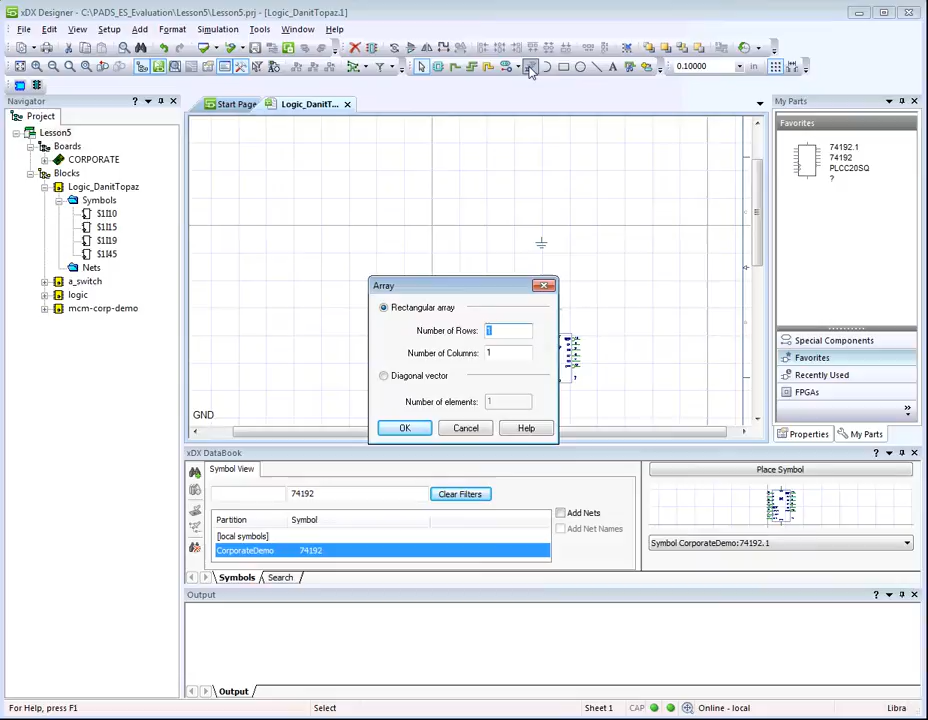 xDX Designer - C:\PADS_ES_Evaluation\Lesson5\Lesson5.prj - [Logic_DanitTopaz.1]
File Edit View Setup Add Format Simulation Tools Window Help
0.10000
Navigator
Project
Lesson5
Boards
CORPORATE
Blocks
Logic_DanitTopaz
Symbols
$1I10
$1I15
$1I19
$1I45
Nets
a_switch
logic
mcm-corp-demo
Start Page
Logic_DanitT...
GND
Array
Rectangular array
Number of Rows: 1
Number of Columns: 1
Diagonal vector
Number of elements: 1
OK Cancel Help
My Parts
Favorites
74192.1
74192
PLCC20SQ
?
Special Components
Favorites
Recently Used
FPGAs
Properties My Parts
xDX DataBook
Symbol View
74192
Clear Filters
Partition Symbol
[local symbols]
CorporateDemo 74192
Add Nets
Add Net Names
Symbols Search
Place Symbol
Symbol CorporateDemo:74192.1
Output
Output
For Help, press F1
Sheet 1 CAP Online - local Libra